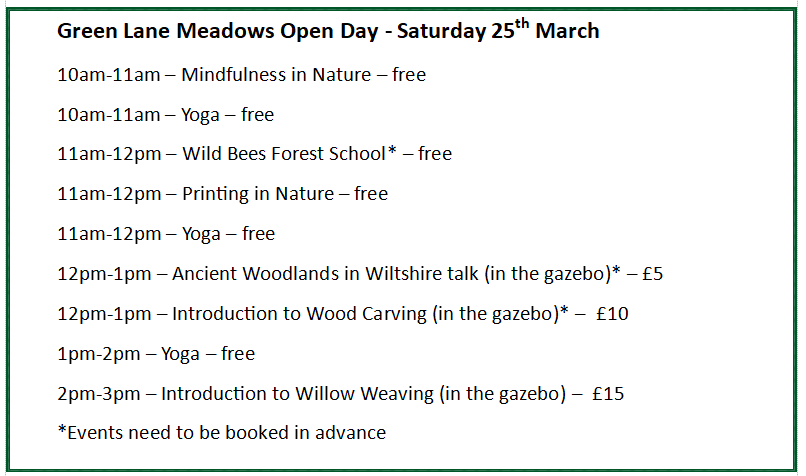 Green Lane Meadows Open Day - Saturday 25th March
10am-11am – Mindfulness in Nature – free
10am-11am – Yoga – free
11am-12pm – Wild Bees Forest School* – free
11am-12pm – Printing in Nature – free
11am-12pm – Yoga – free
12pm-1pm – Ancient Woodlands in Wiltshire talk (in the gazebo)* – £5
12pm-1pm – Introduction to Wood Carving (in the gazebo)* –  £10
1pm-2pm – Yoga – free
2pm-3pm – Introduction to Willow Weaving (in the gazebo) –  £15
*Events need to be booked in advance